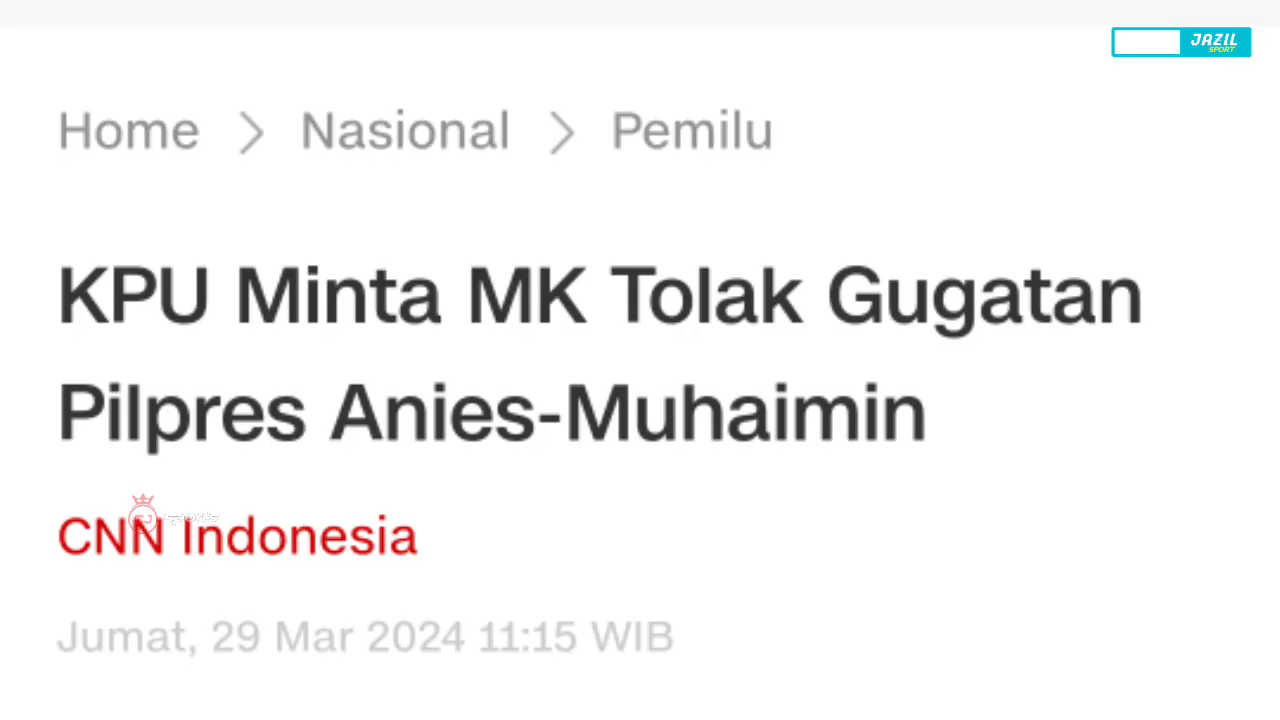 JAZIL
SPORT
Home > Nasional > Pemilu
KPU Minta MK Tolak Gugatan
Pilpres Anies-Muhaimin
CNN Indonesia
Jumat, 29 Mar 2024 11:15 WIB